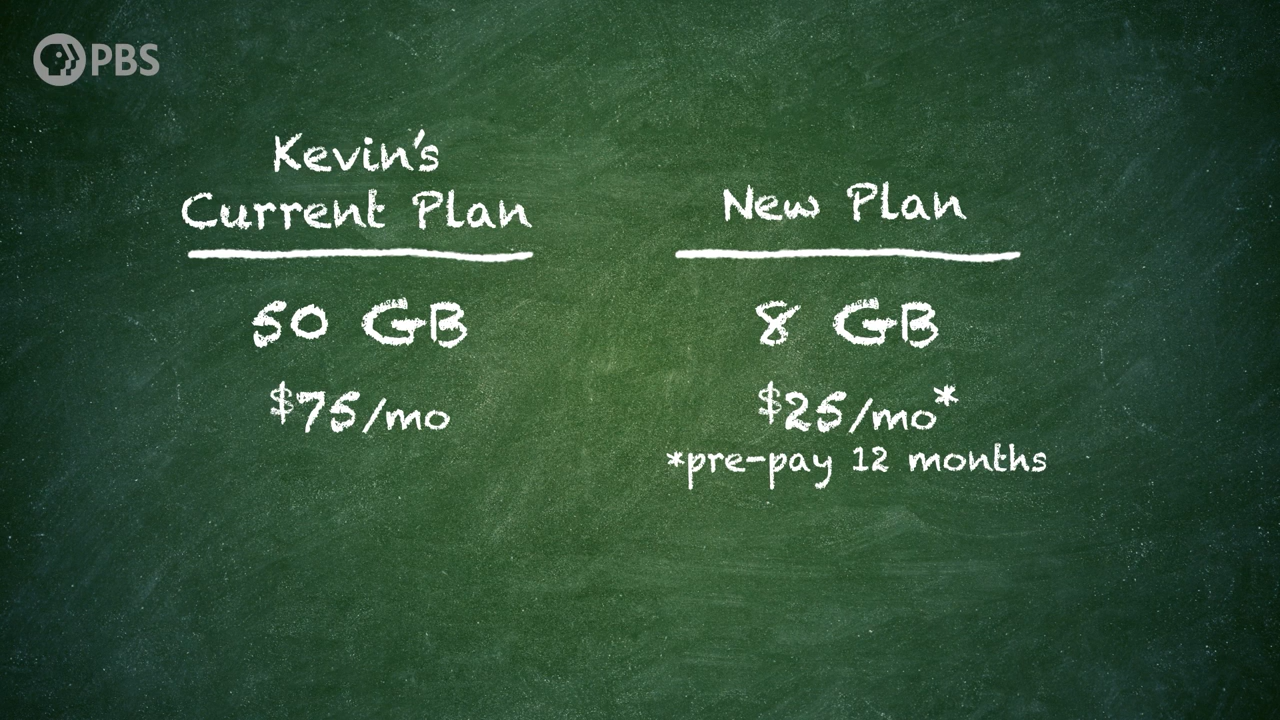 PBS
Kevin's
Current Plan
50 GB
$75/mo
New Plan
8 GB
$25/mo*
*pre-pay 12 months